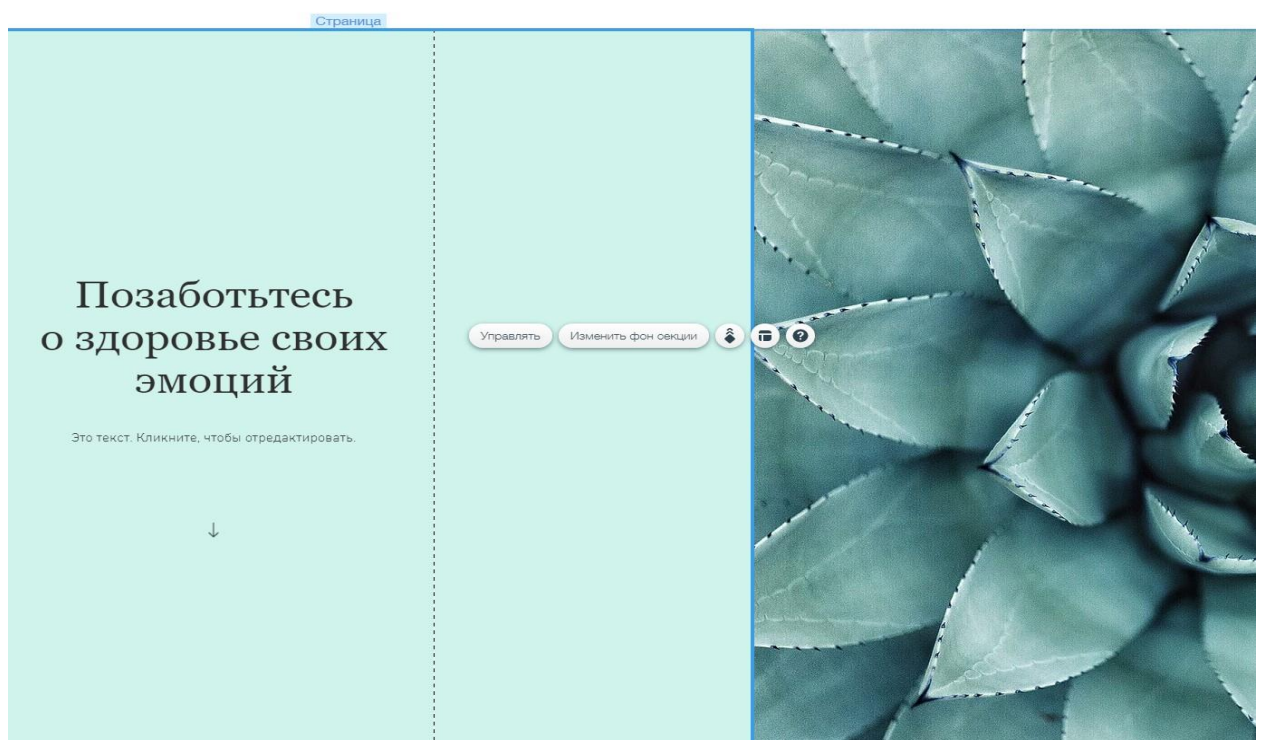 Страница
Позаботьтесь
о здоровье своих
эмоций
Управлять Изменить фон секции ?
Это текст. Кликните, чтобы отредактировать.
↓